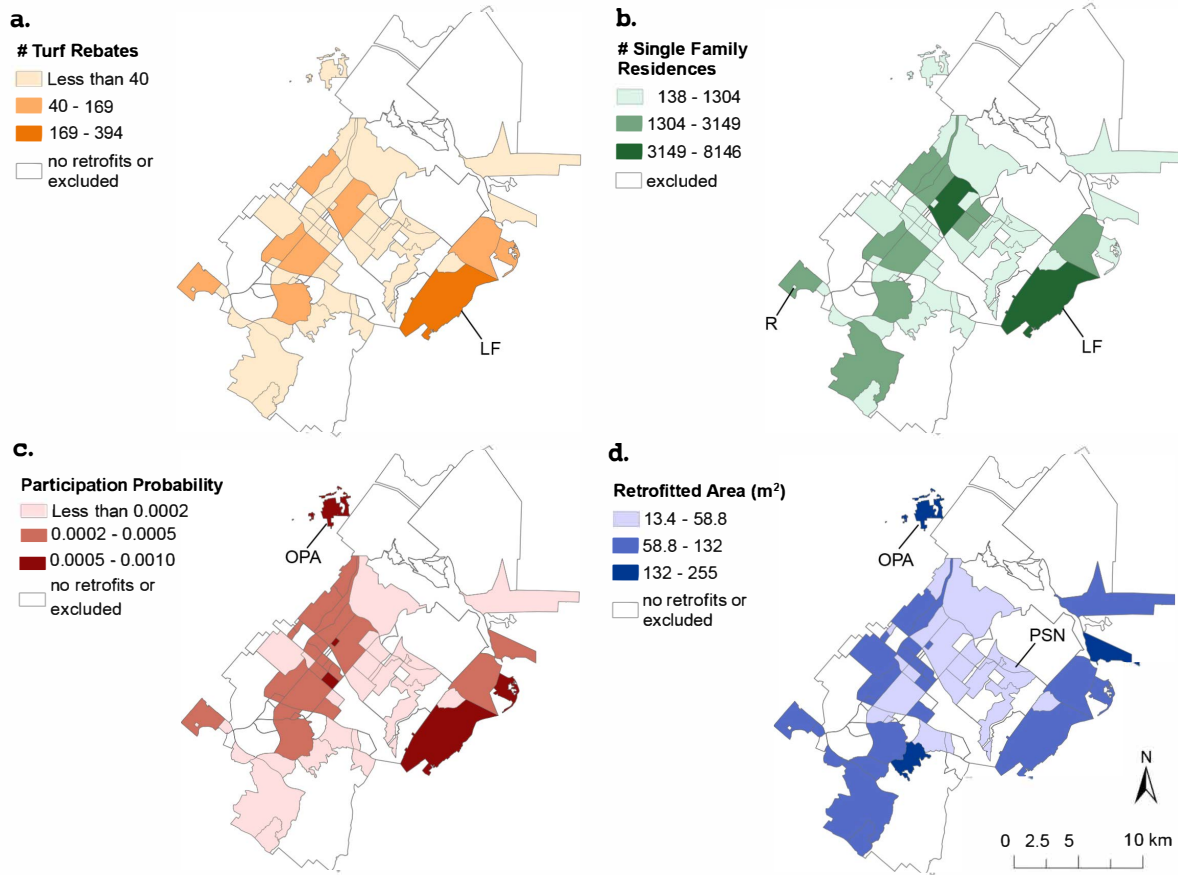 a.
# Turf Rebates
Less than 40
40 - 169
169 - 394
no retrofits or
excluded
LF
b.
# Single Family
Residences
138 - 1304
1304 - 3149
3149 - 8146
excluded
R
LF
c.
Participation Probability
Less than 0.0002
0.0002 - 0.0005
0.0005 - 0.0010
no retrofits or
excluded
OPA
d.
Retrofitted Area (m²)
13.4 - 58.8
58.8 - 132
132 - 255
no retrofits or
excluded
OPA
PSN
N
0 2.5 5 10 km